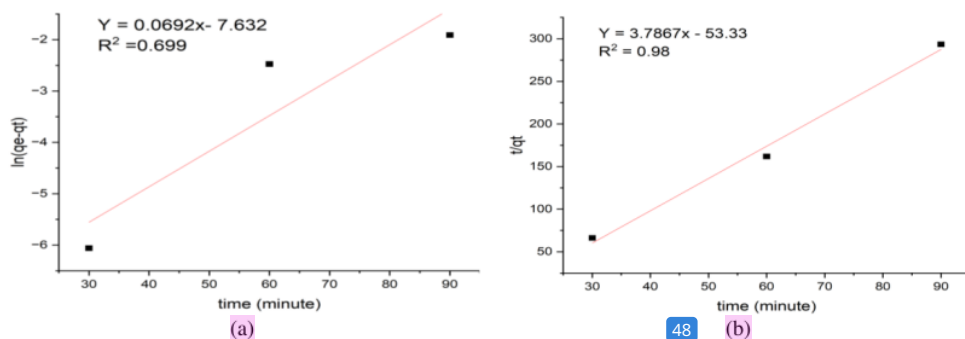 Y = 0.0692x- 7.632
R² =0.699
−2
−3
−4
−5
−6
ln(qe-qt)
30 40 50 60 70 80 90
time (minute)
(a)
Y = 3.7867x - 53.33
R² = 0.98
300
250
200
150
100
50
t/qt
30 40 50 60 70 80 90
time (minute)
48 (b)